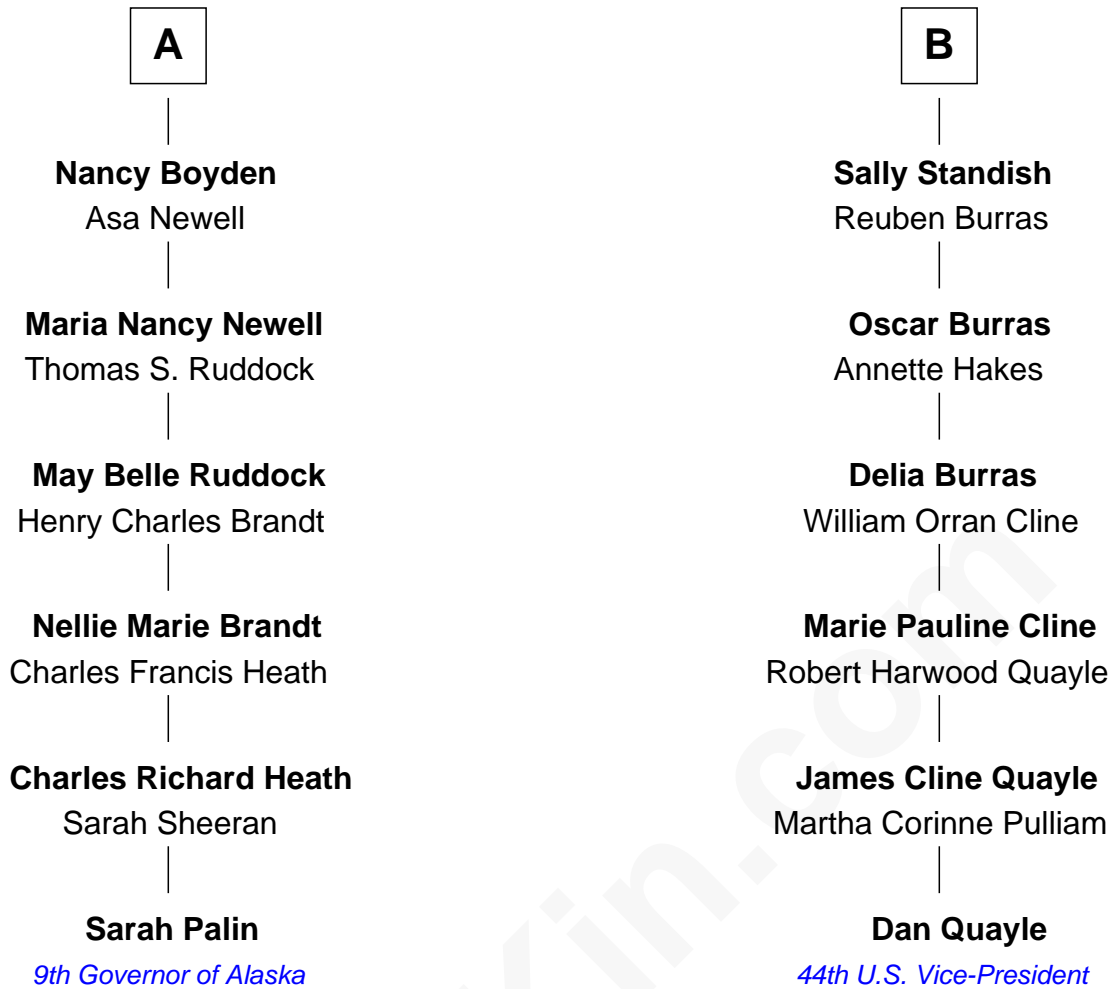 A
Nancy Boyden
Asa Newell
Maria Nancy Newell
Thomas S. Ruddock
May Belle Ruddock
Henry Charles Brandt
Nellie Marie Brandt
Charles Francis Heath
Charles Richard Heath
Sarah Sheeran
Sarah Palin
9th Governor of Alaska
B
Sally Standish
Reuben Burras
Oscar Burras
Annette Hakes
Delia Burras
William Orran Cline
Marie Pauline Cline
Robert Harwood Quayle
James Cline Quayle
Martha Corinne Pulliam
Dan Quayle
44th U.S. Vice-President
Kin.com